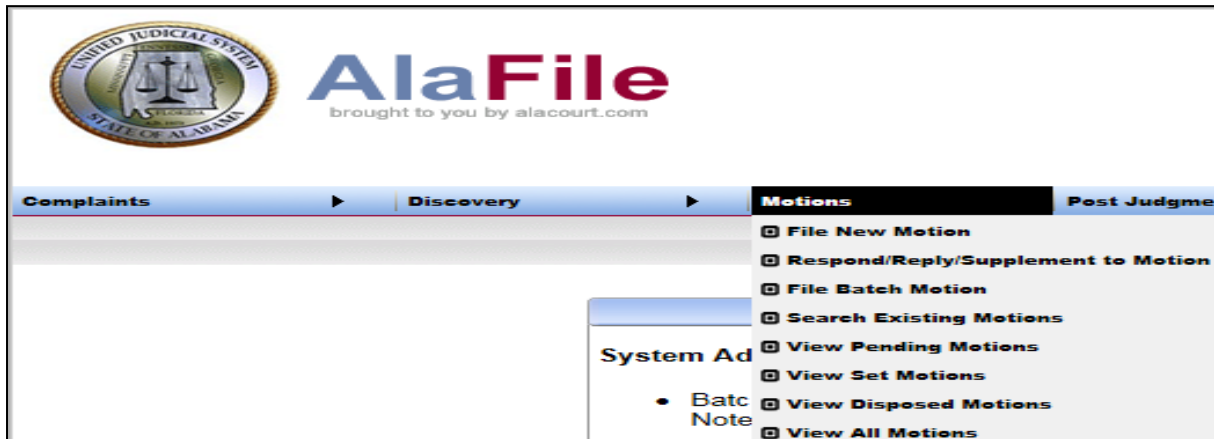 UNIFIED JUDICIAL SYSTEM
STATE OF ALABAMA
AlaFile
brought to you by alacourt.com
Complaints
Discovery
Motions
Post Judgme
File New Motion
Respond/Reply/Supplement to Motion
File Batch Motion
Search Existing Motions
View Pending Motions
System Ad
View Set Motions
Batc
View Disposed Motions
Note
View All Motions